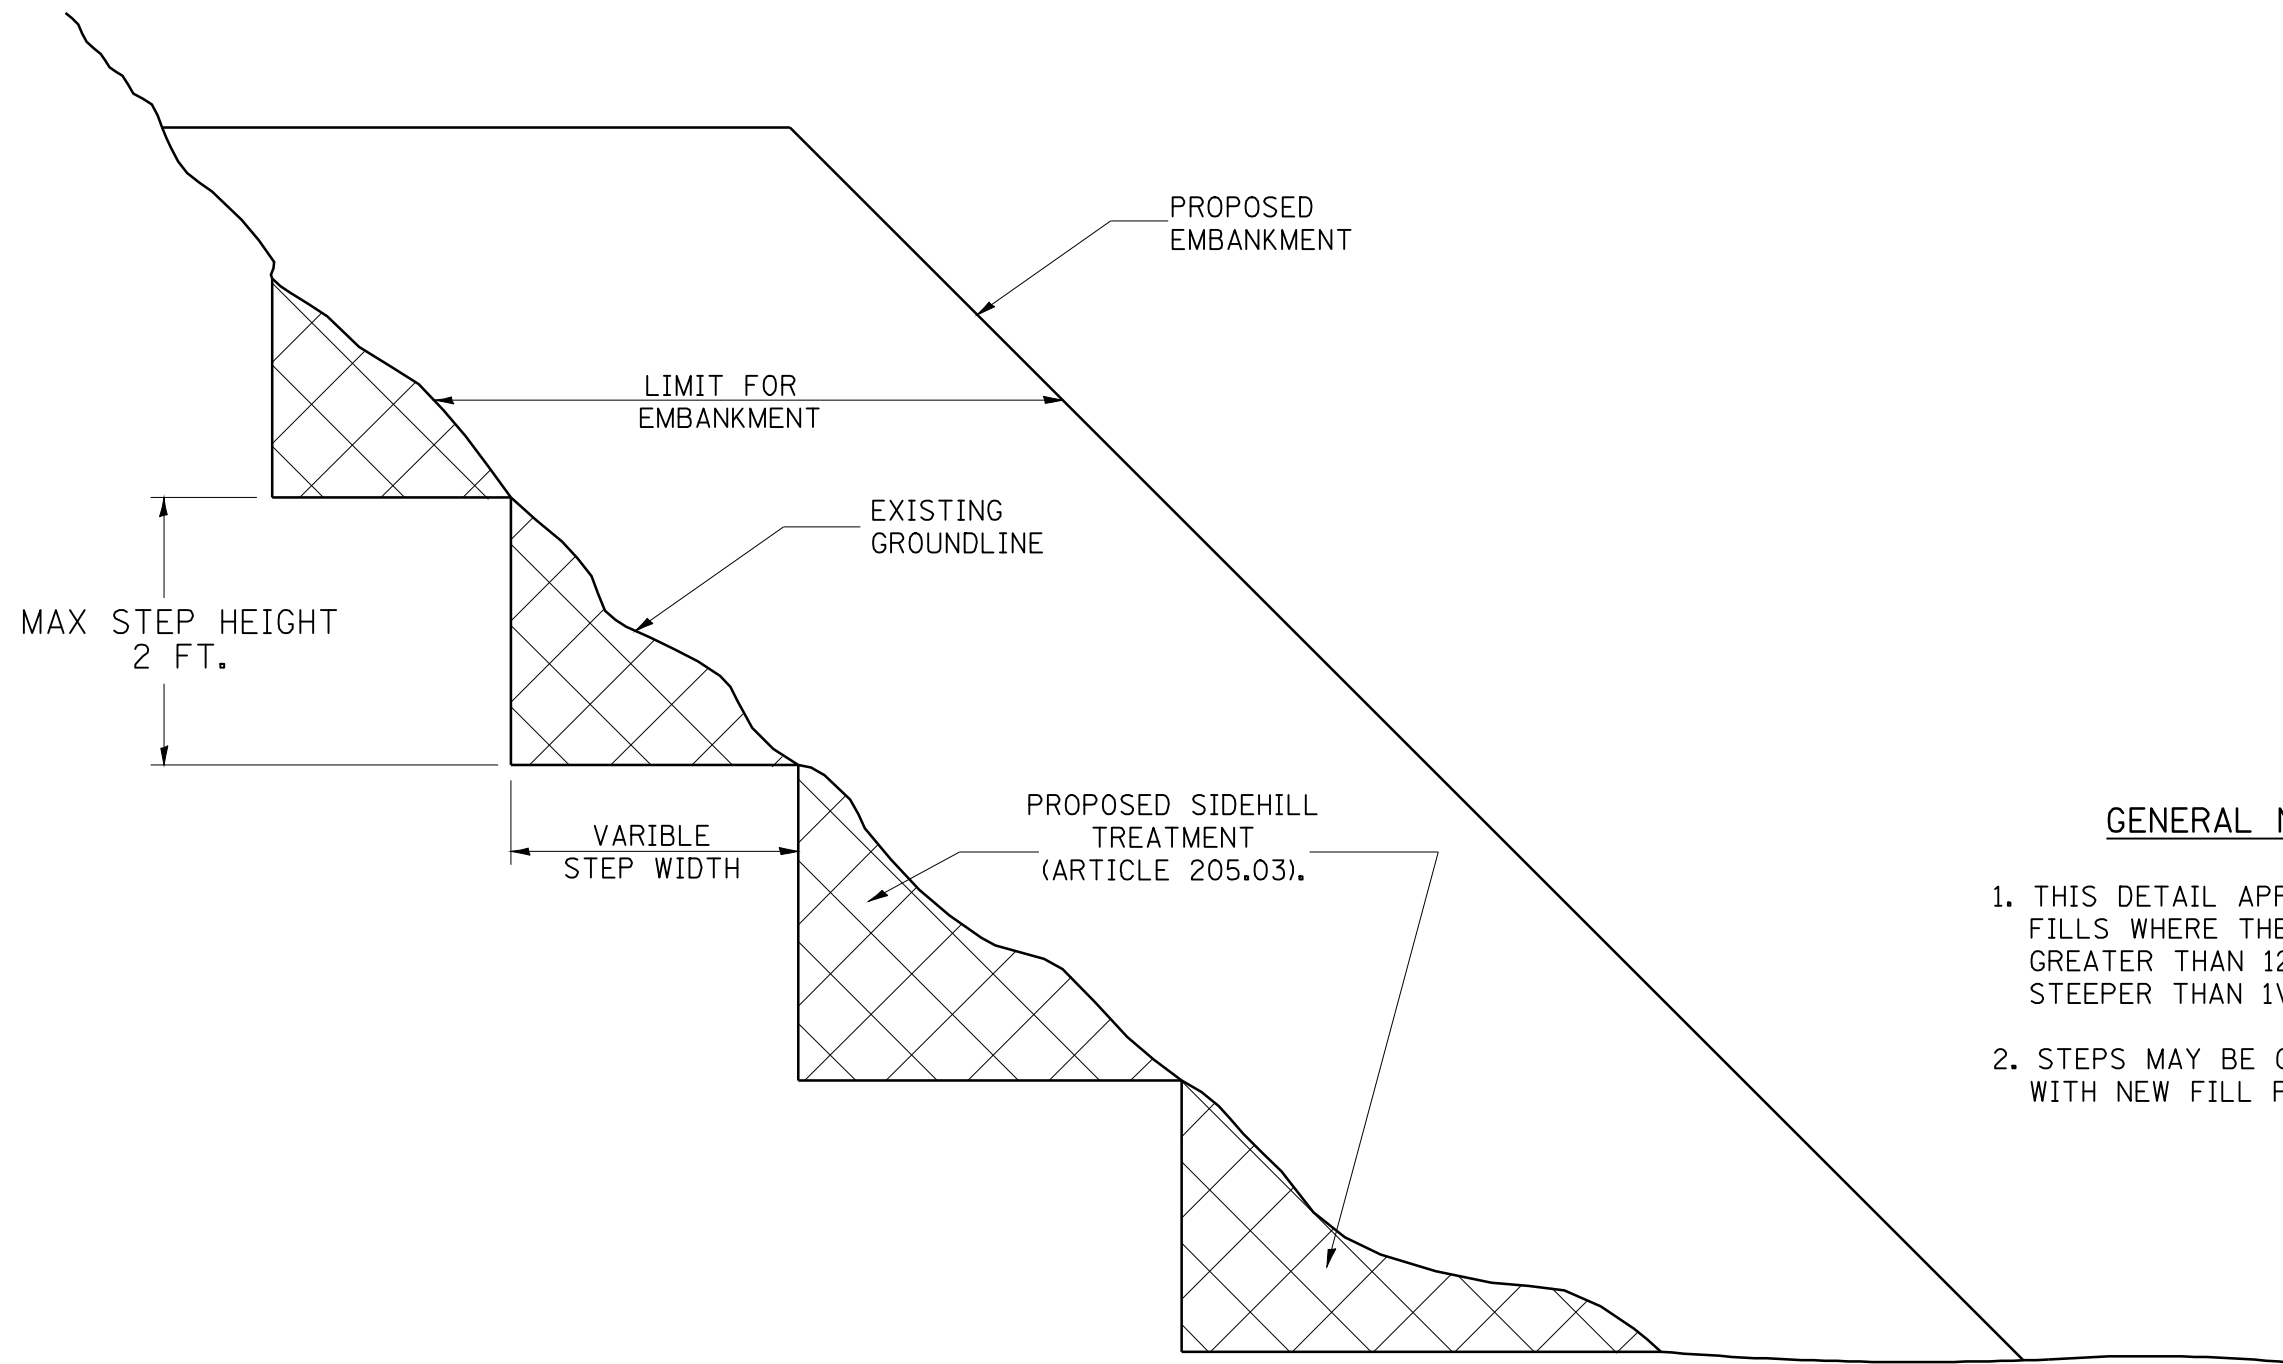 PROPOSED
EMBANKMENT
LIMIT FOR
EMBANKMENT
EXISTING
GROUNDLINE
MAX STEP HEIGHT
2 FT.
PROPOSED SIDEHILL
TREATMENT
(ARTICLE 205.03).
VARIBLE
STEP WIDTH
GENERAL
1. THIS DETAIL
FILLS WHERE
GREATER THAN
STEEPER THAN
2. STEPS MAY BE
WITH NEW FILL